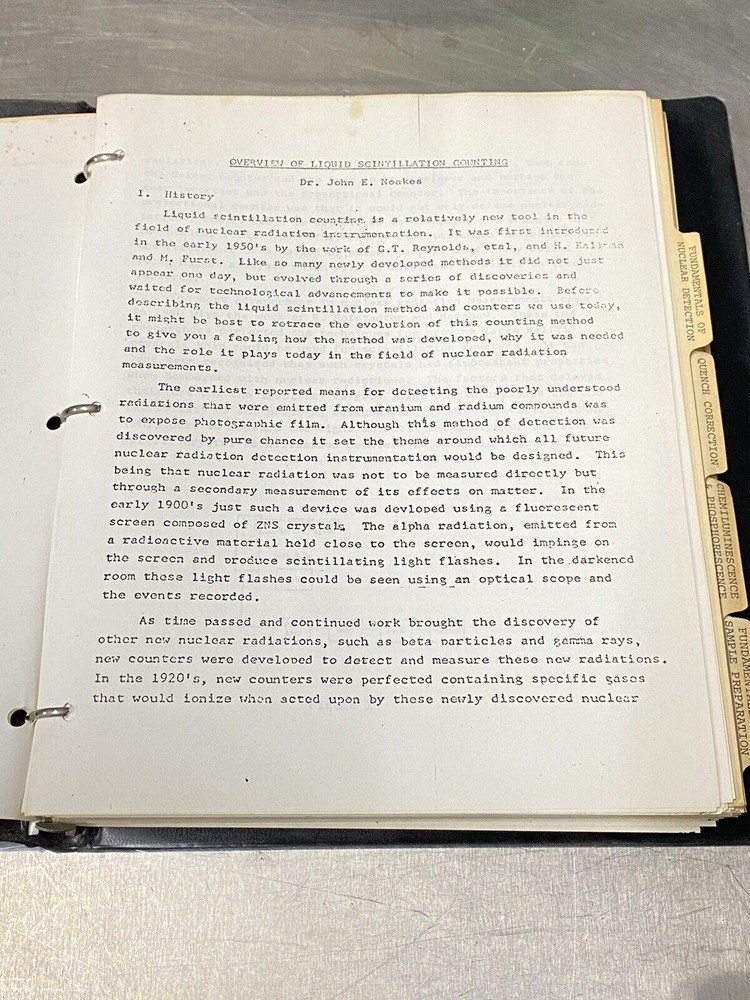 OVERVIEW OF LIQUID SCINTILLATION COUNTING
Dr. John E. Noakes
I. History
Liquid scintillation counting is a relatively new tool in the
field of nuclear radiation instrumentation. It was first introduced
in the early 1950's by the work of G.T. Reynolds, etal, and H. Kallman
and M. Furst. Like so many newly developed methods it did not just
appear one day, but evolved through a series of discoveries and
waited for technological advancements to make it possible. Before
describing the liquid scintillation method and counters we use today,
it might be best to retrace the evolution of this counting method
to give you a feeling how the method was developed, why it was needed
and the role it plays today in the field of nuclear radiation
measurements.
The earliest reported means for detecting the poorly understood
radiations that were emitted from uranium and radium compounds was
to expose photographic film. Although this method of detection was
discovered by pure chance it set the theme around which all future
nuclear radiation detection instrumentation would be designed. This
being that nuclear radiation was not to be measured directly but
through a secondary measurement of its effects on matter. In the
early 1900's just such a device was devloped using a fluorescent
screen composed of ZNS crystals The alpha radiation, emitted from
a radioactive material held close to the screen, would impinge on
the screen and produce scintillating light flashes. In the darkened
room these light flashes could be seen using an optical scope and
the events recorded.
As time passed and continued work brought the discovery of
other new nuclear radiations, such as beta particles and gamma rays,
new counters were developed to detect and measure these new radiations.
In the 1920's, new counters were perfected containing specific gases
that would ionize when acted upon by these newly discovered nuclear
FUNDAMENTALS OF
NUCLEAR DETECTION
QUENCH CORRECTION
CHEMILUMINESCENCE
& PHOSPHORESCENCE
FUNDAMENTALS
SAMPLE PREPARATION